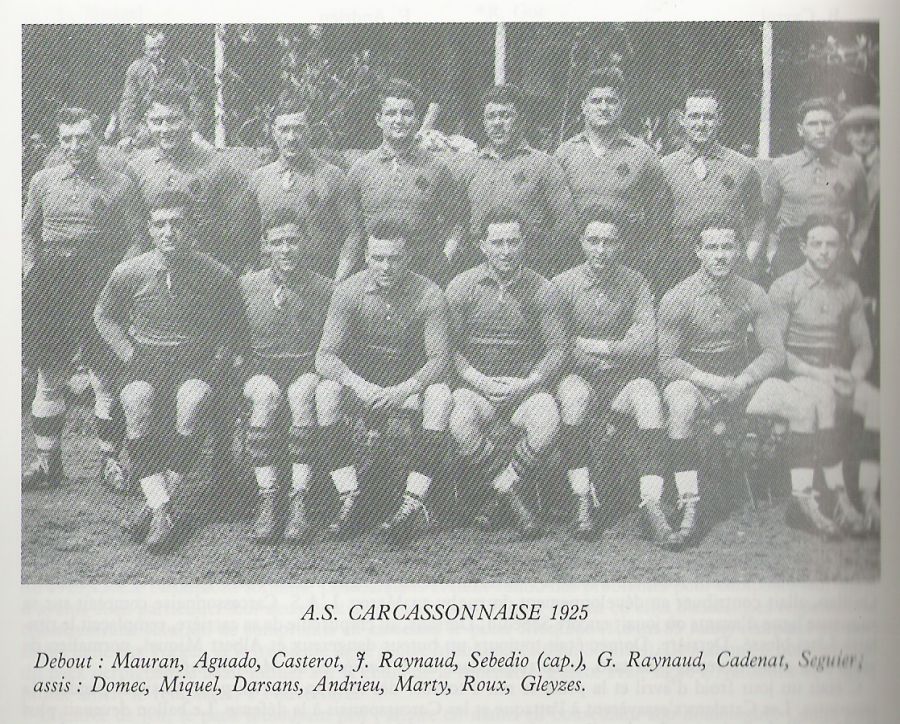 A.S. CARCASSONNAISE 1925
Debout : Mauran, Aguado, Casterot, J. Raynaud, Sebedio (cap.), G. Raynaud, Cadenat, Seguier;
assis : Domec, Miquel, Darsans, Andrieu, Marty, Roux, Gleyzes.